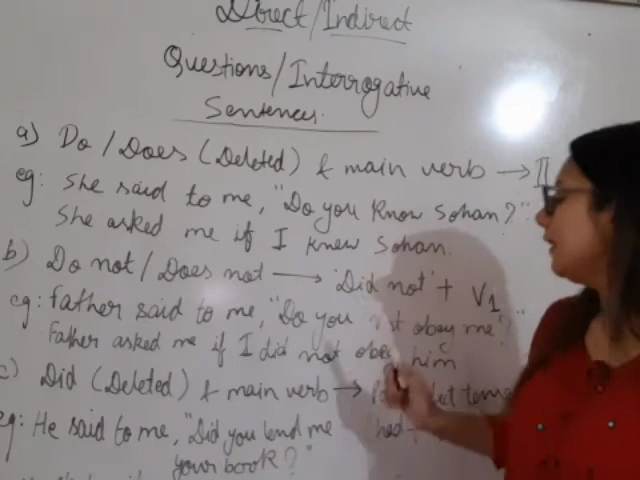 Direct/Indirect
Questions/Interrogative
Sentences.
a) Do/Does (Deleted) & main verb → II
eg: She said to me, "Do you know Sohan?"
She asked me if I knew Sohan.
b) Do not/Does not → 'Did not' + V1
eg: father said to me, "Do you obey me?"
Father asked me if I did not obey him
c) Did (Deleted) & main verb →
eg: He said to me, "Did you lend me had +
your book?"